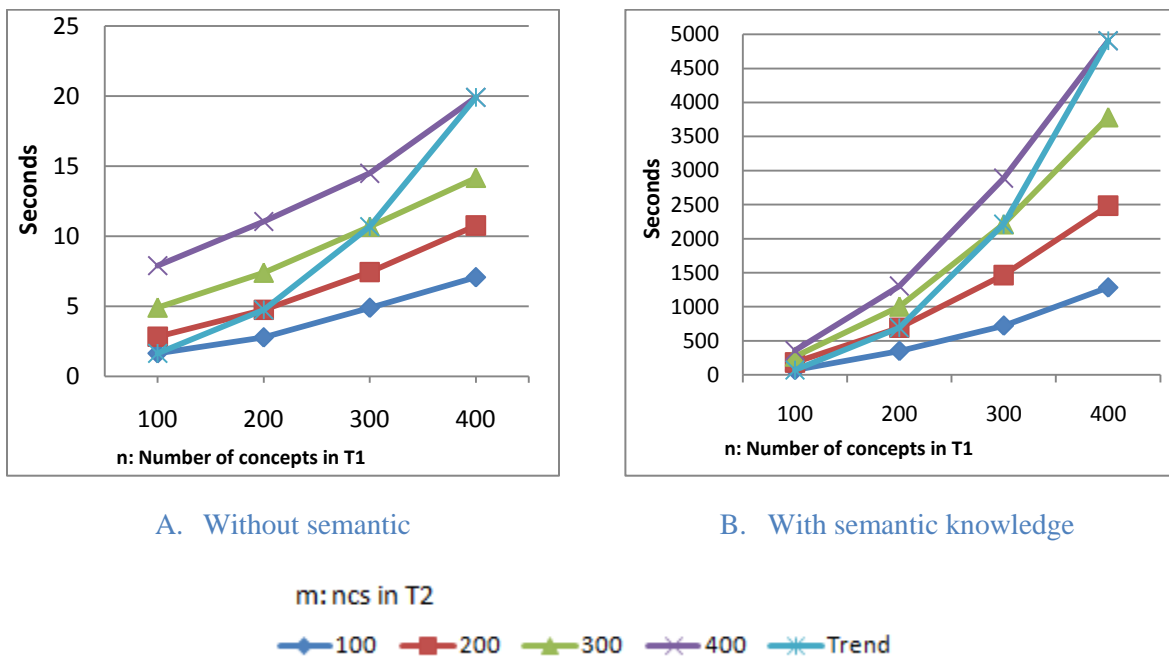 25
20
15
10
5
0
Seconds
100 200 300 400
n: Number of concepts in T1
A. Without semantic
5000
4500
4000
3500
3000
2500
2000
1500
1000
500
0
Seconds
100 200 300 400
n: Number of concepts in T1
B. With semantic knowledge
m: ncs in T2
100 200 300 400 Trend